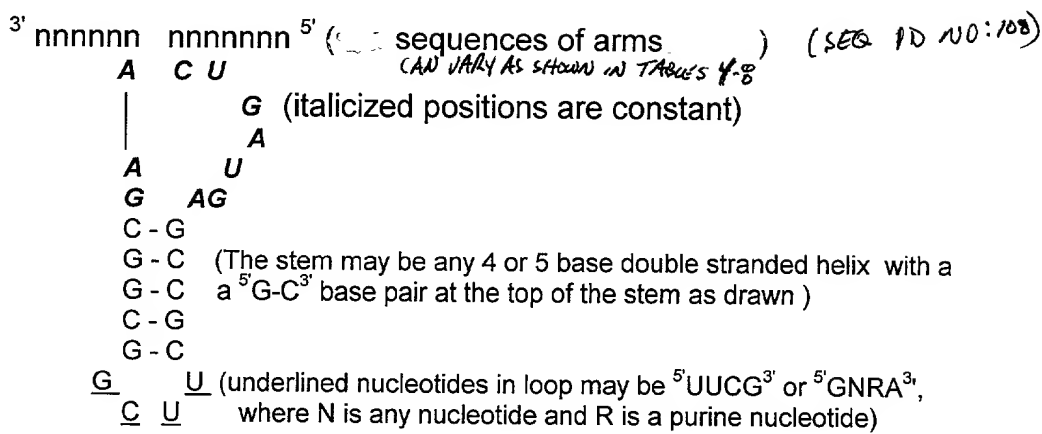 3' nnnnnn nnnnnnn 5' ( sequences of arms ) (SEQ ID NO:108)
CAN VARY AS SHOWN IN TABLES 4-8
A C U
G (italicized positions are constant)
A
A U
G AG
C - G
G - C (The stem may be any 4 or 5 base double stranded helix with a
G - C a 5'G-C3' base pair at the top of the stem as drawn )
C - G
G - C
G U (underlined nucleotides in loop may be 5'UUCG3' or 5'GNRA3',
C U where N is any nucleotide and R is a purine nucleotide)